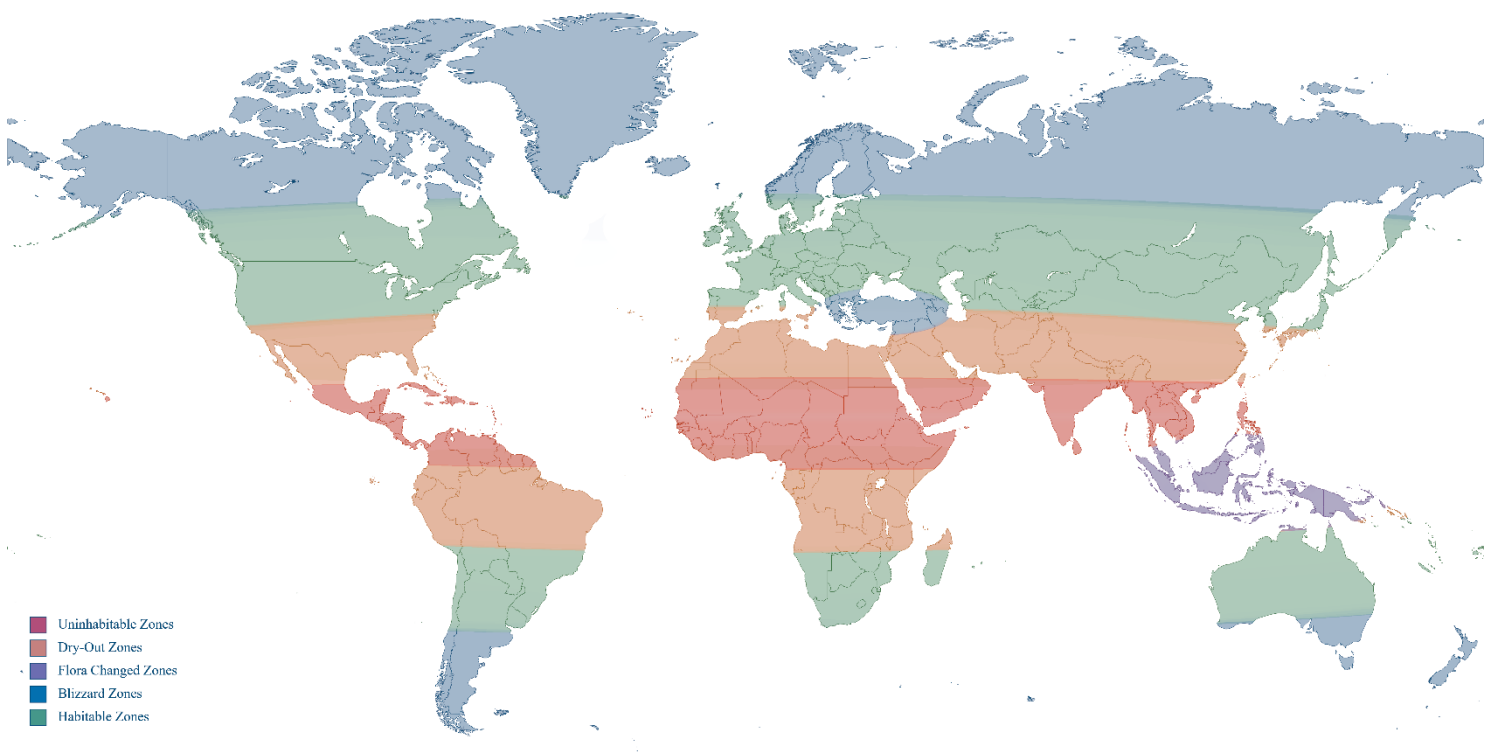 Uninhabitable Zones
Dry-Out Zones
Flora Changed Zones
Blizzard Zones
Habitable Zones